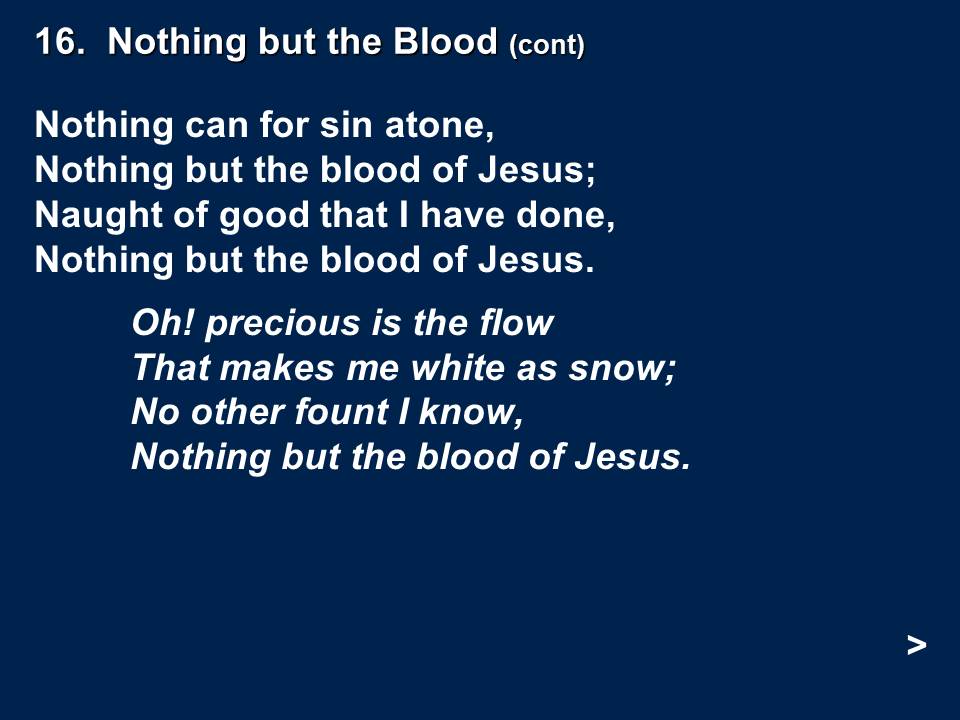 16. Nothing but the Blood (cont)
Nothing can for sin atone,
Nothing but the blood of Jesus;
Naught of good that I have done,
Nothing but the blood of Jesus.
Oh! precious is the flow
That makes me white as snow;
No other fount I know,
Nothing but the blood of Jesus.
>